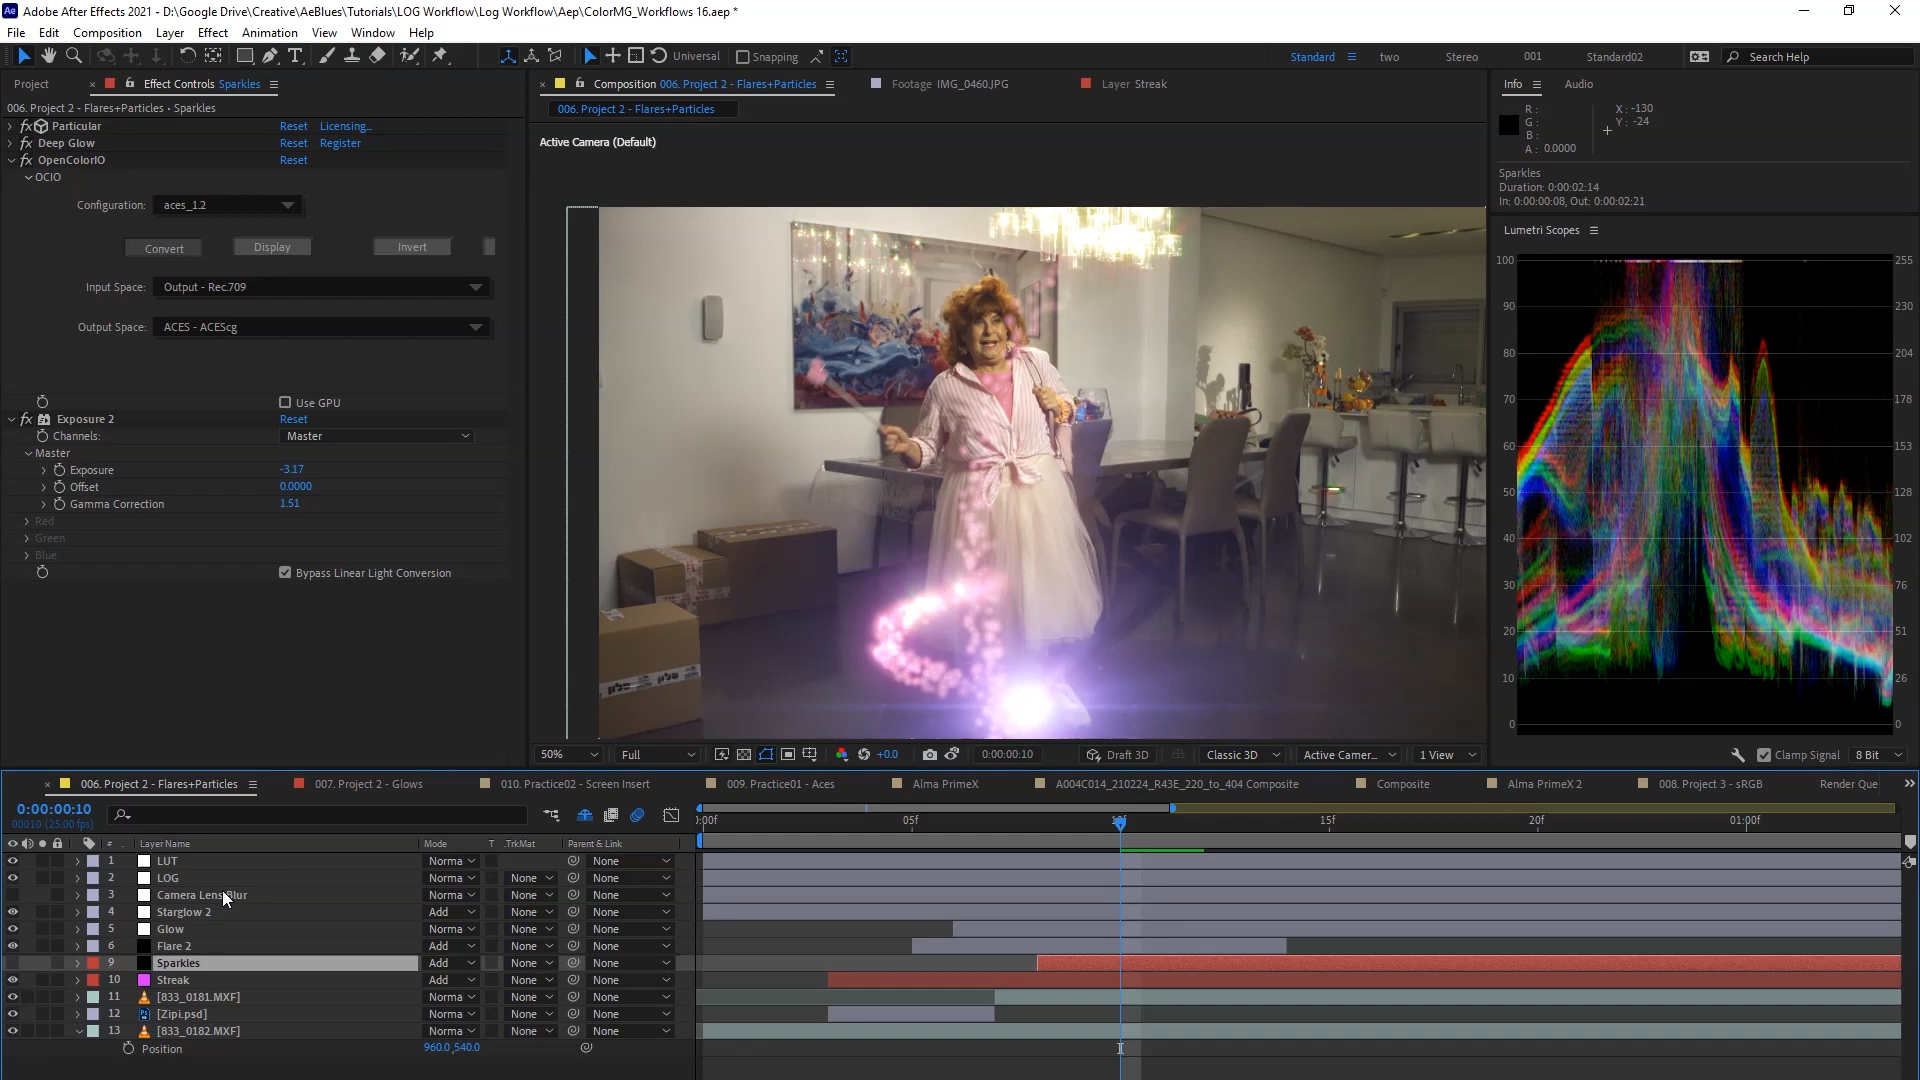 Ae Adobe After Effects 2021 - D:\Google Drive\Creative\AeBlues\Tutorials\LOG Workflow\Log Workflow\Aep\ColorMG_Workflows 16.aep *
File Edit Composition Layer Effect Animation View Window Help
Universal Snapping Standard two Stereo 001 Standard02 Search Help
Project Effect Controls Sparkles
006. Project 2 - Flares+Particles • Sparkles
fx Particular Reset Licensing...
fx Deep Glow Reset Register
fx OpenColorIO Reset
OCIO
Configuration: aces_1.2
Convert Display Invert
Input Space: Output - Rec.709
Output Space: ACES - ACEScg
Use GPU
fx Exposure 2 Reset
Channels: Master
Master
Exposure -3.17
Offset 0.0000
Gamma Correction 1.51
Red
Green
Blue
Bypass Linear Light Conversion
Composition 006. Project 2 - Flares+Particles Footage IMG_0460.JPG Layer Streak
006. Project 2 - Flares+Particles
Active Camera (Default)
50% Full +0.0 0:00:00:10 Draft 3D Classic 3D Active Camer... 1 View
Info Audio
R : X : -130
G : Y : -24
B :
A : 0.0000
Sparkles
Duration: 0:00:02:14
In: 0:00:00:08, Out: 0:00:02:21
Lumetri Scopes
100 255
90 230
80 204
70 178
60 153
50 128
40 102
30 76
20 51
10 26
0 0
Clamp Signal 8 Bit
006. Project 2 - Flares+Particles 007. Project 2 - Glows 010. Practice02 - Screen Insert 009. Practice01 - Aces Alma PrimeX A004C014_210224_R43E_220_to_404 Composite Composite Alma PrimeX 2 008. Project 3 - sRGB Render Que
0:00:00:10
00010 (25.00 fps)
):00f 05f 10f 15f 20f 01:00f
# Layer Name Mode T .TrkMat Parent & Link
1 LUT Norma None
2 LOG Norma None None
3 Camera Lens Blur Norma None None
4 Starglow 2 Add None None
5 Glow Norma None None
6 Flare 2 Add None None
9 Sparkles Add None None
10 Streak Add None None
11 [833_0181.MXF] Norma None None
12 [Zipi.psd] Norma None None
13 [833_0182.MXF] Norma None None
Position 960.0,540.0